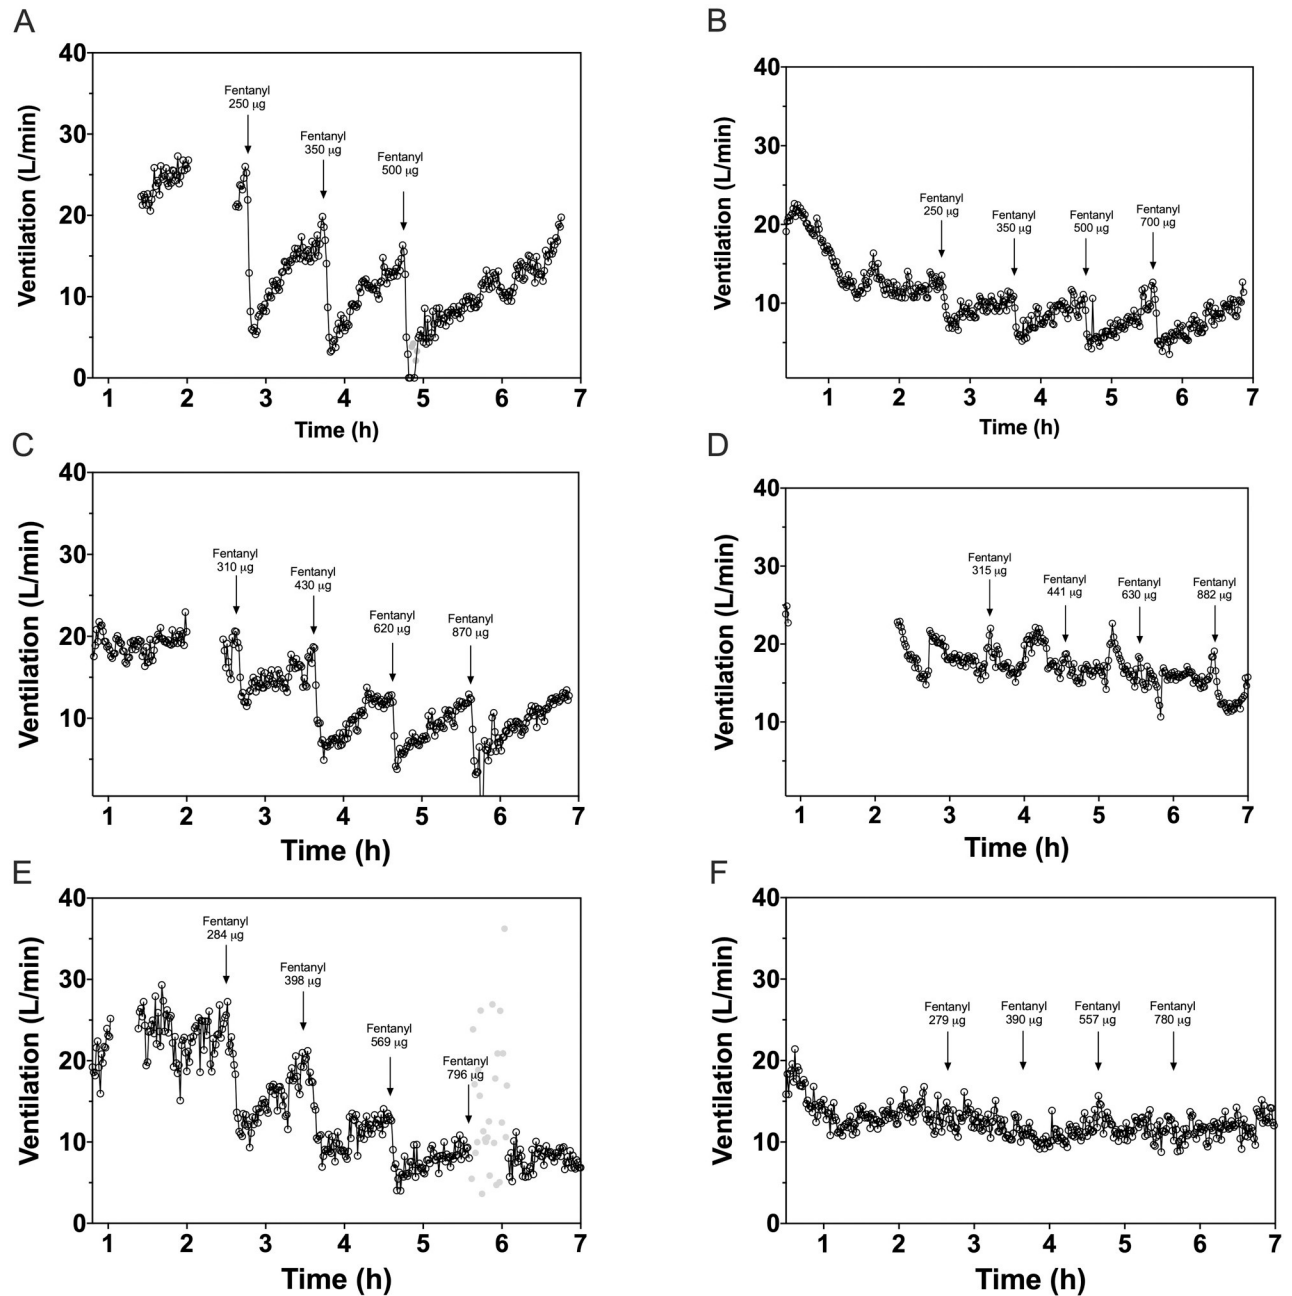 A
Ventilation (L/min)
40
30
20
10
0
Fentanyl
250 μg
Fentanyl
350 μg
Fentanyl
500 μg
1 2 3 4 5 6 7
Time (h)
B
Ventilation (L/min)
40
30
20
10
Fentanyl
250 μg
Fentanyl
350 μg
Fentanyl
500 μg
Fentanyl
700 μg
1 2 3 4 5 6 7
Time (h)
C
Ventilation (L/min)
40
30
20
10
Fentanyl
310 μg
Fentanyl
430 μg
Fentanyl
620 μg
Fentanyl
870 μg
1 2 3 4 5 6 7
Time (h)
D
Ventilation (L/min)
40
30
20
10
Fentanyl
315 μg
Fentanyl
441 μg
Fentanyl
630 μg
Fentanyl
882 μg
1 2 3 4 5 6 7
Time (h)
E
Ventilation (L/min)
40
30
20
10
0
Fentanyl
284 μg
Fentanyl
398 μg
Fentanyl
569 μg
Fentanyl
796 μg
1 2 3 4 5 6 7
Time (h)
F
Ventilation (L/min)
40
30
20
10
0
Fentanyl
279 μg
Fentanyl
390 μg
Fentanyl
557 μg
Fentanyl
780 μg
1 2 3 4 5 6 7
Time (h)